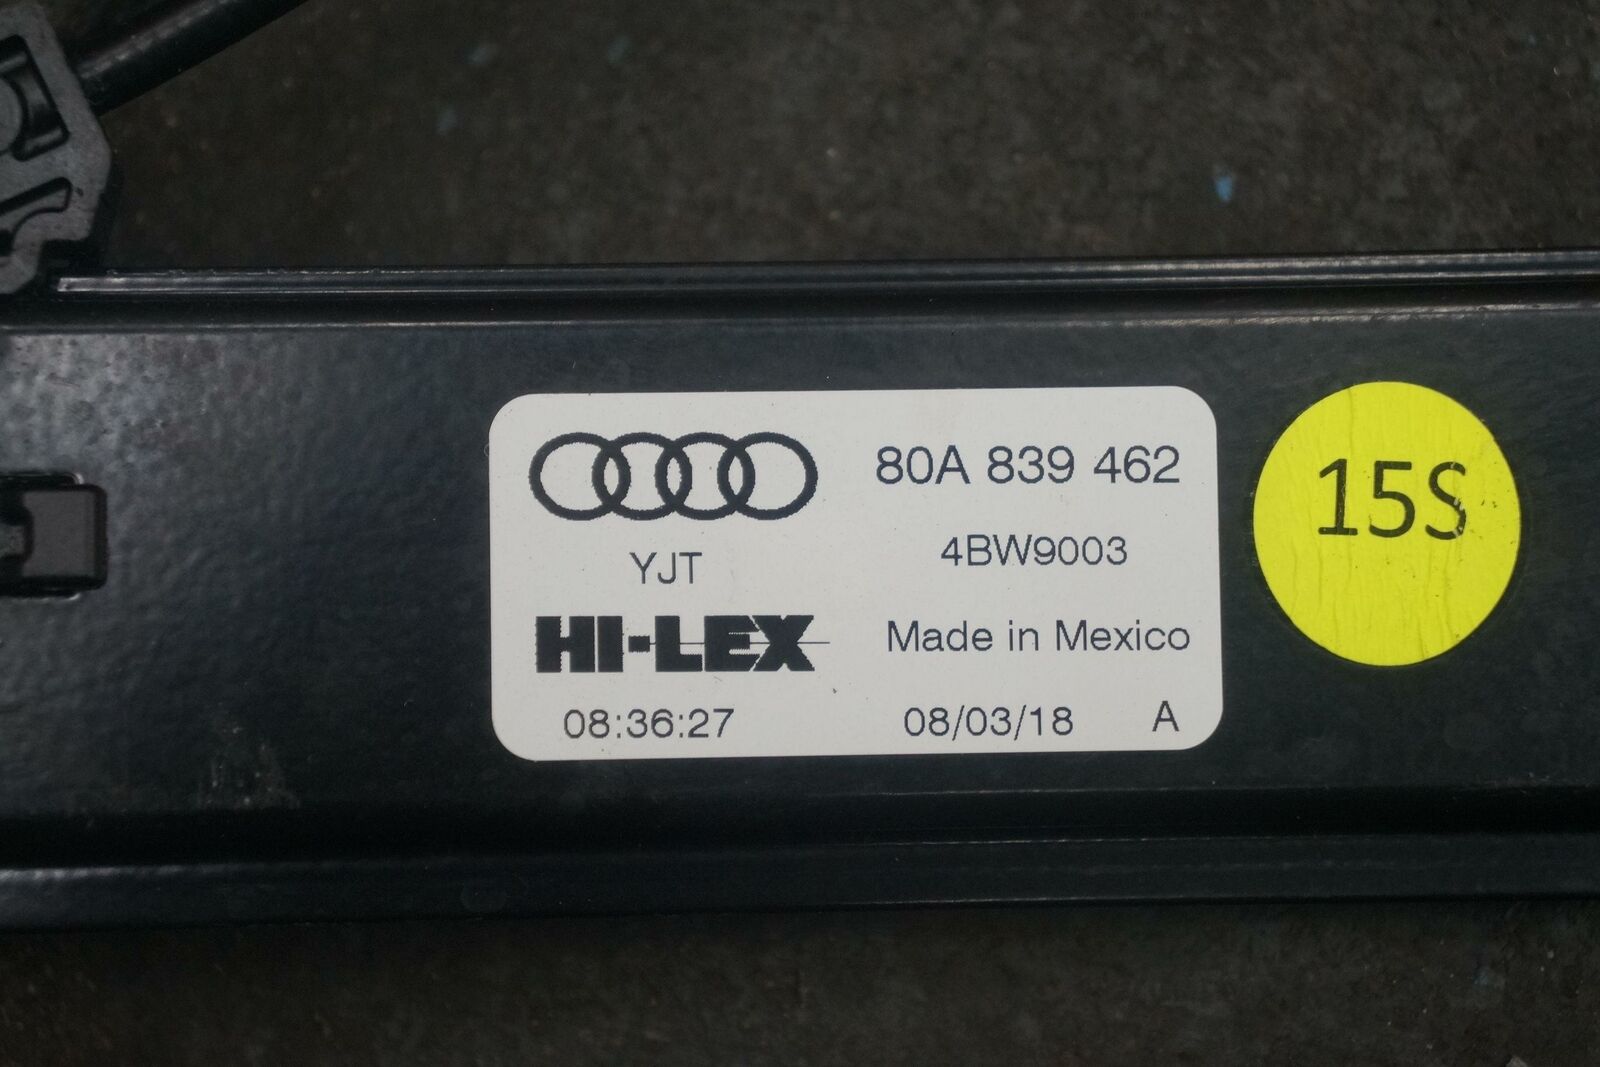 80A 839 462
YJT
4BW9003
HI-LEX
Made in Mexico
08:36:27
08/03/18 A
15S